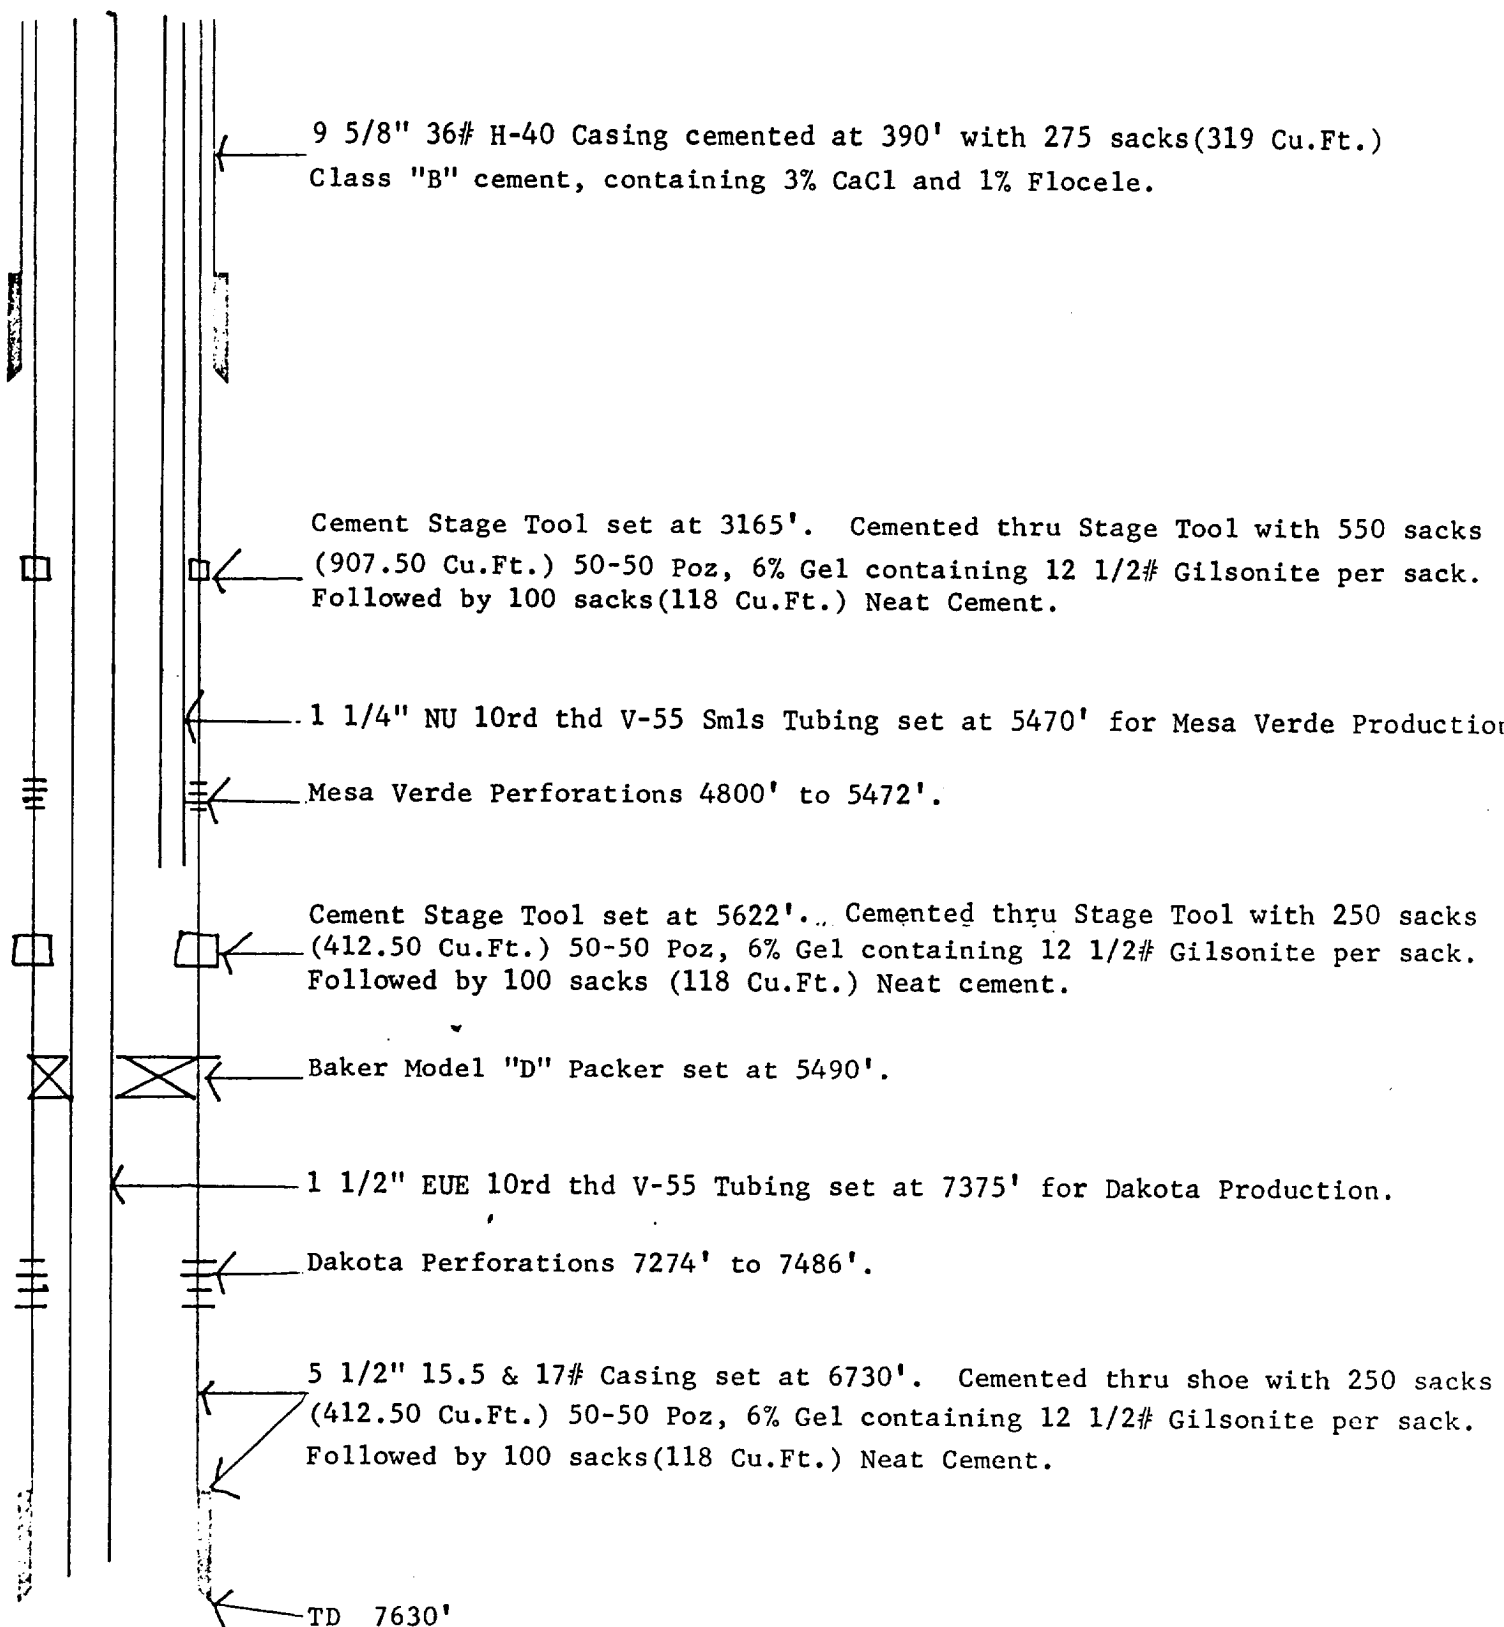 9 5/8" 36# H-40 Casing cemented at 390' with 275 sacks(319 Cu.Ft.)
Class "B" cement, containing 3% CaCl and 1% Flocele.
Cement Stage Tool set at 3165'. Cemented thru Stage Tool with 550 sacks
(907.50 Cu.Ft.) 50-50 Poz, 6% Gel containing 12 1/2# Gilsonite per sack.
Followed by 100 sacks(118 Cu.Ft.) Neat Cement.
1 1/4" NU 10rd thd V-55 Smls Tubing set at 5470' for Mesa Verde Production
Mesa Verde Perforations 4800' to 5472'.
Cement Stage Tool set at 5622'. Cemented thru Stage Tool with 250 sacks
(412.50 Cu.Ft.) 50-50 Poz, 6% Gel containing 12 1/2# Gilsonite per sack.
Followed by 100 sacks (118 Cu.Ft.) Neat cement.
Baker Model "D" Packer set at 5490'.
1 1/2" EUE 10rd thd V-55 Tubing set at 7375' for Dakota Production.
Dakota Perforations 7274' to 7486'.
5 1/2" 15.5 & 17# Casing set at 6730'. Cemented thru shoe with 250 sacks
(412.50 Cu.Ft.) 50-50 Poz, 6% Gel containing 12 1/2# Gilsonite per sack.
Followed by 100 sacks(118 Cu.Ft.) Neat Cement.
TD 7630'